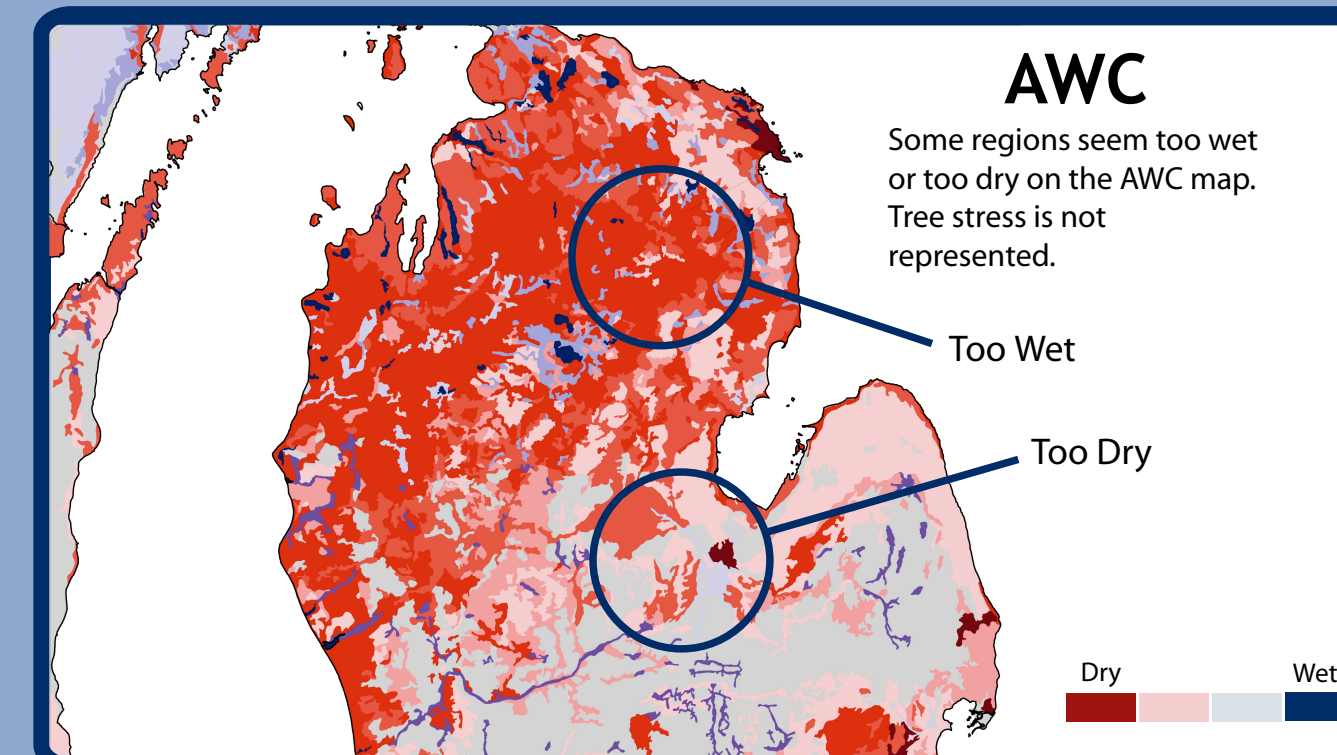 AWC
Some regions seem too wet
or too dry on the AWC map.
Tree stress is not
represented.
Too Wet
Too Dry
Dry
Wet